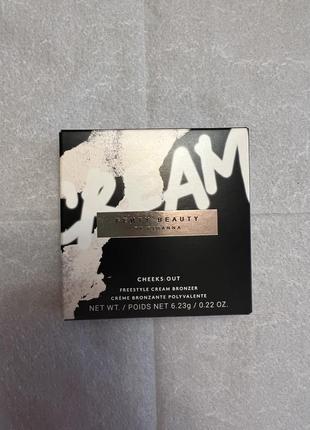 CREAM
FENTY BEAUTY
BY RIHANNA
CHEEKS OUT
FREESTYLE CREAM BRONZER
CRÈME BRONZANTE POLYVALENTE
NET WT. / POIDS NET 6.23g / 0.22 OZ.